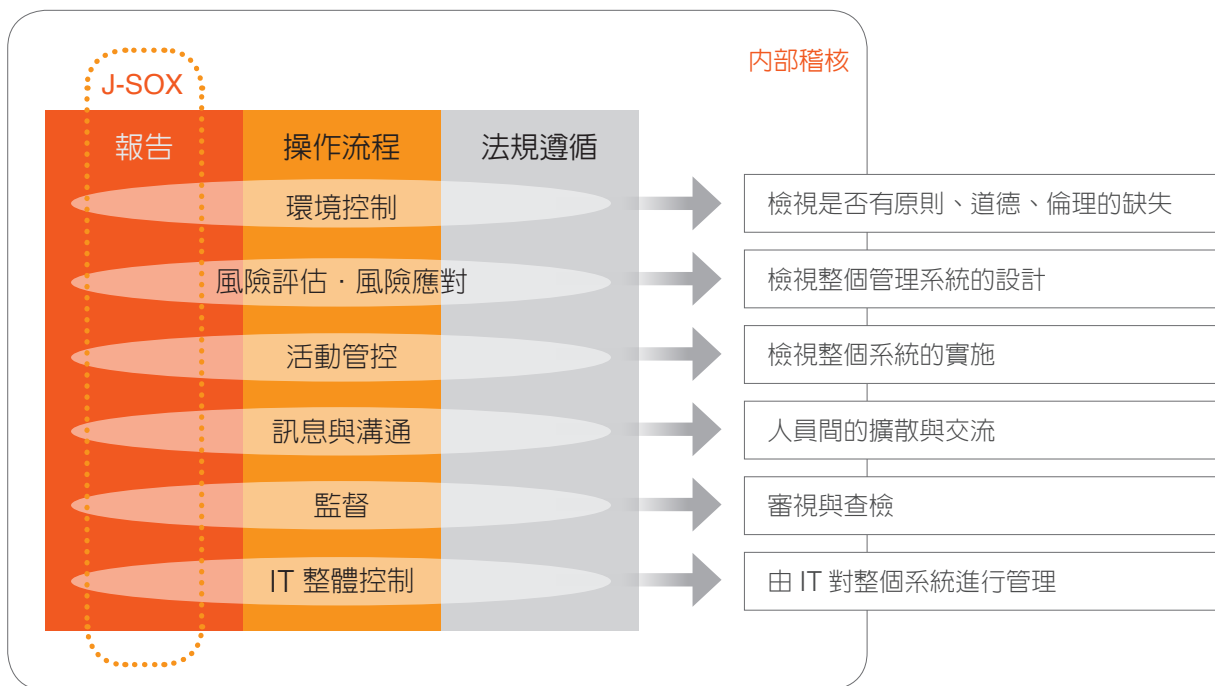 內部稽核
J-SOX
報告
操作流程
法規遵循
環境控制
檢視是否有原則、道德、倫理的缺失
風險評估‧風險應對
檢視整個管理系統的設計
活動管控
檢視整個系統的實施
訊息與溝通
人員間的擴散與交流
監督
審視與查檢
IT 整體控制
由 IT 對整個系統進行管理